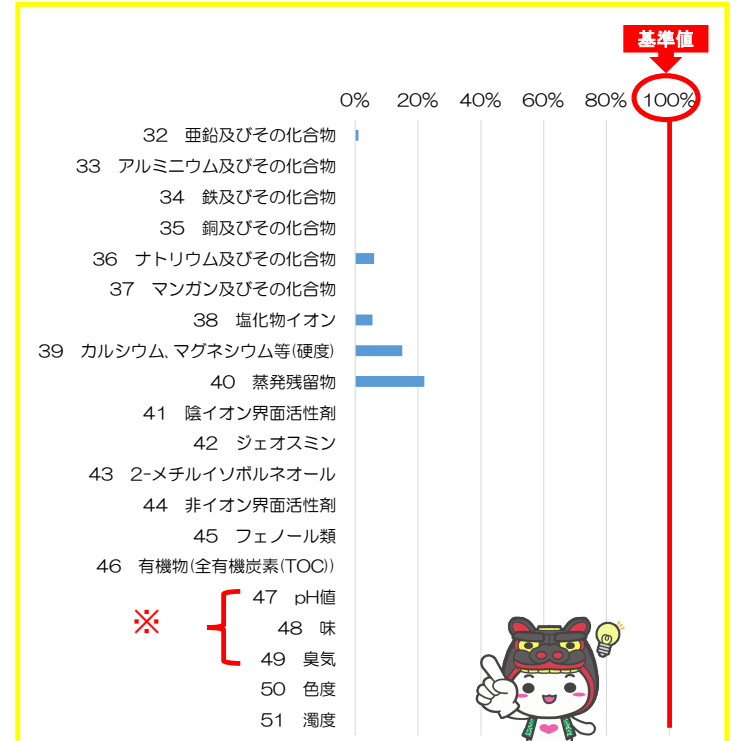 基準値
0% 20% 40% 60% 80% 100%
32 亜鉛及びその化合物
33 アルミニウム及びその化合物
34 鉄及びその化合物
35 銅及びその化合物
36 ナトリウム及びその化合物
37 マンガン及びその化合物
38 塩化物イオン
39 カルシウム、マグネシウム等(硬度)
40 蒸発残留物
41 陰イオン界面活性剤
42 ジェオスミン
43 2-メチルイソボルネオール
44 非イオン界面活性剤
45 フェノール類
46 有機物(全有機炭素(TOC))
47 pH値
※ 48 味
49 臭気
50 色度
51 濁度